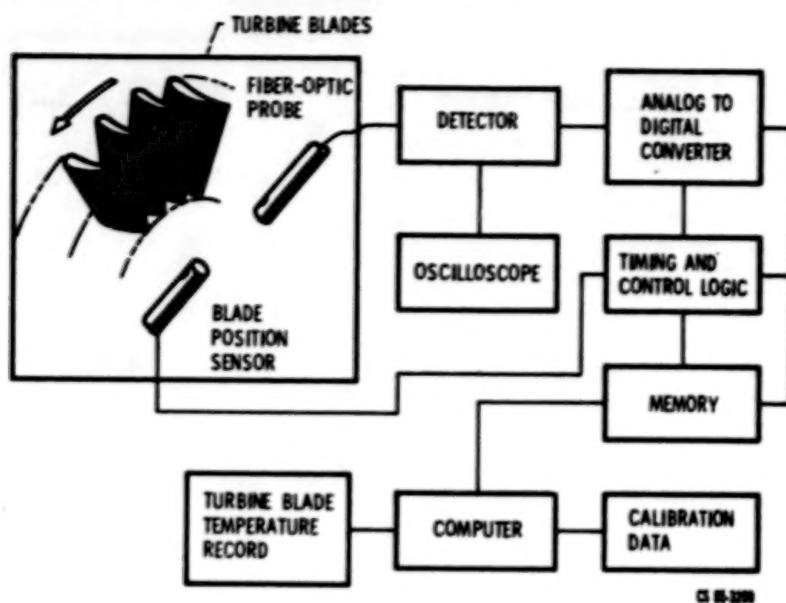 TURBINE BLADES
FIBER-OPTIC
PROBE
DETECTOR
ANALOG TO
DIGITAL
CONVERTER
OSCILLOSCOPE
TIMING AND
CONTROL LOGIC
BLADE
POSITION
SENSOR
MEMORY
TURBINE BLADE
TEMPERATURE
RECORD
COMPUTER
CALIBRATION
DATA